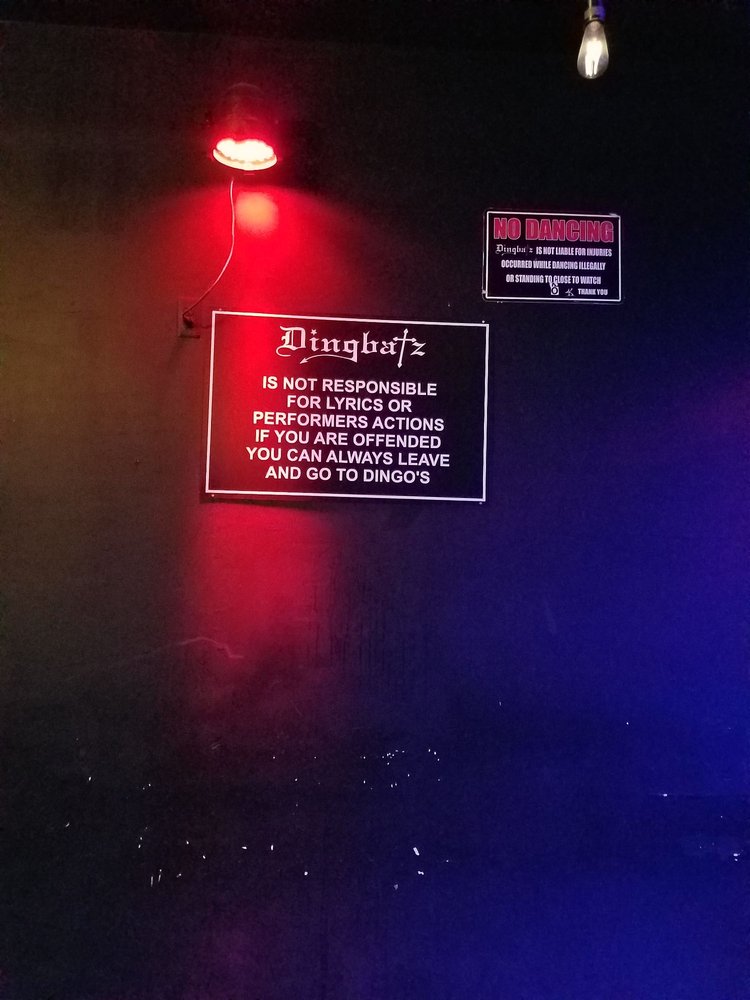 NO DANCING
Dingbatz IS NOT LIABLE FOR INJURIES
OCCURRED WHILE DANCING ILLEGALLY
OR STANDING TO CLOSE TO WATCH
THANK YOU
Dingbatz
IS NOT RESPONSIBLE
FOR LYRICS OR
PERFORMERS ACTIONS
IF YOU ARE OFFENDED
YOU CAN ALWAYS LEAVE
AND GO TO DINGO'S